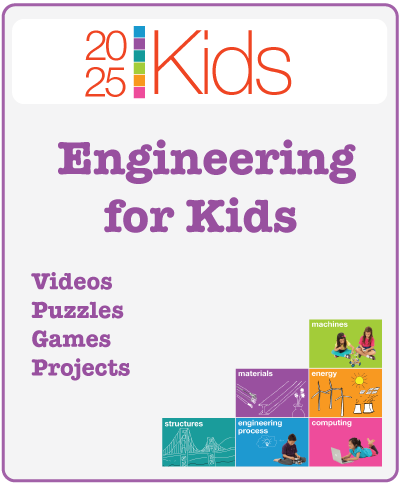 20
25
Kids
Engineering
for Kids
Videos
Puzzles
Games
Projects
machines
materials
energy
structures
engineering
process
computing